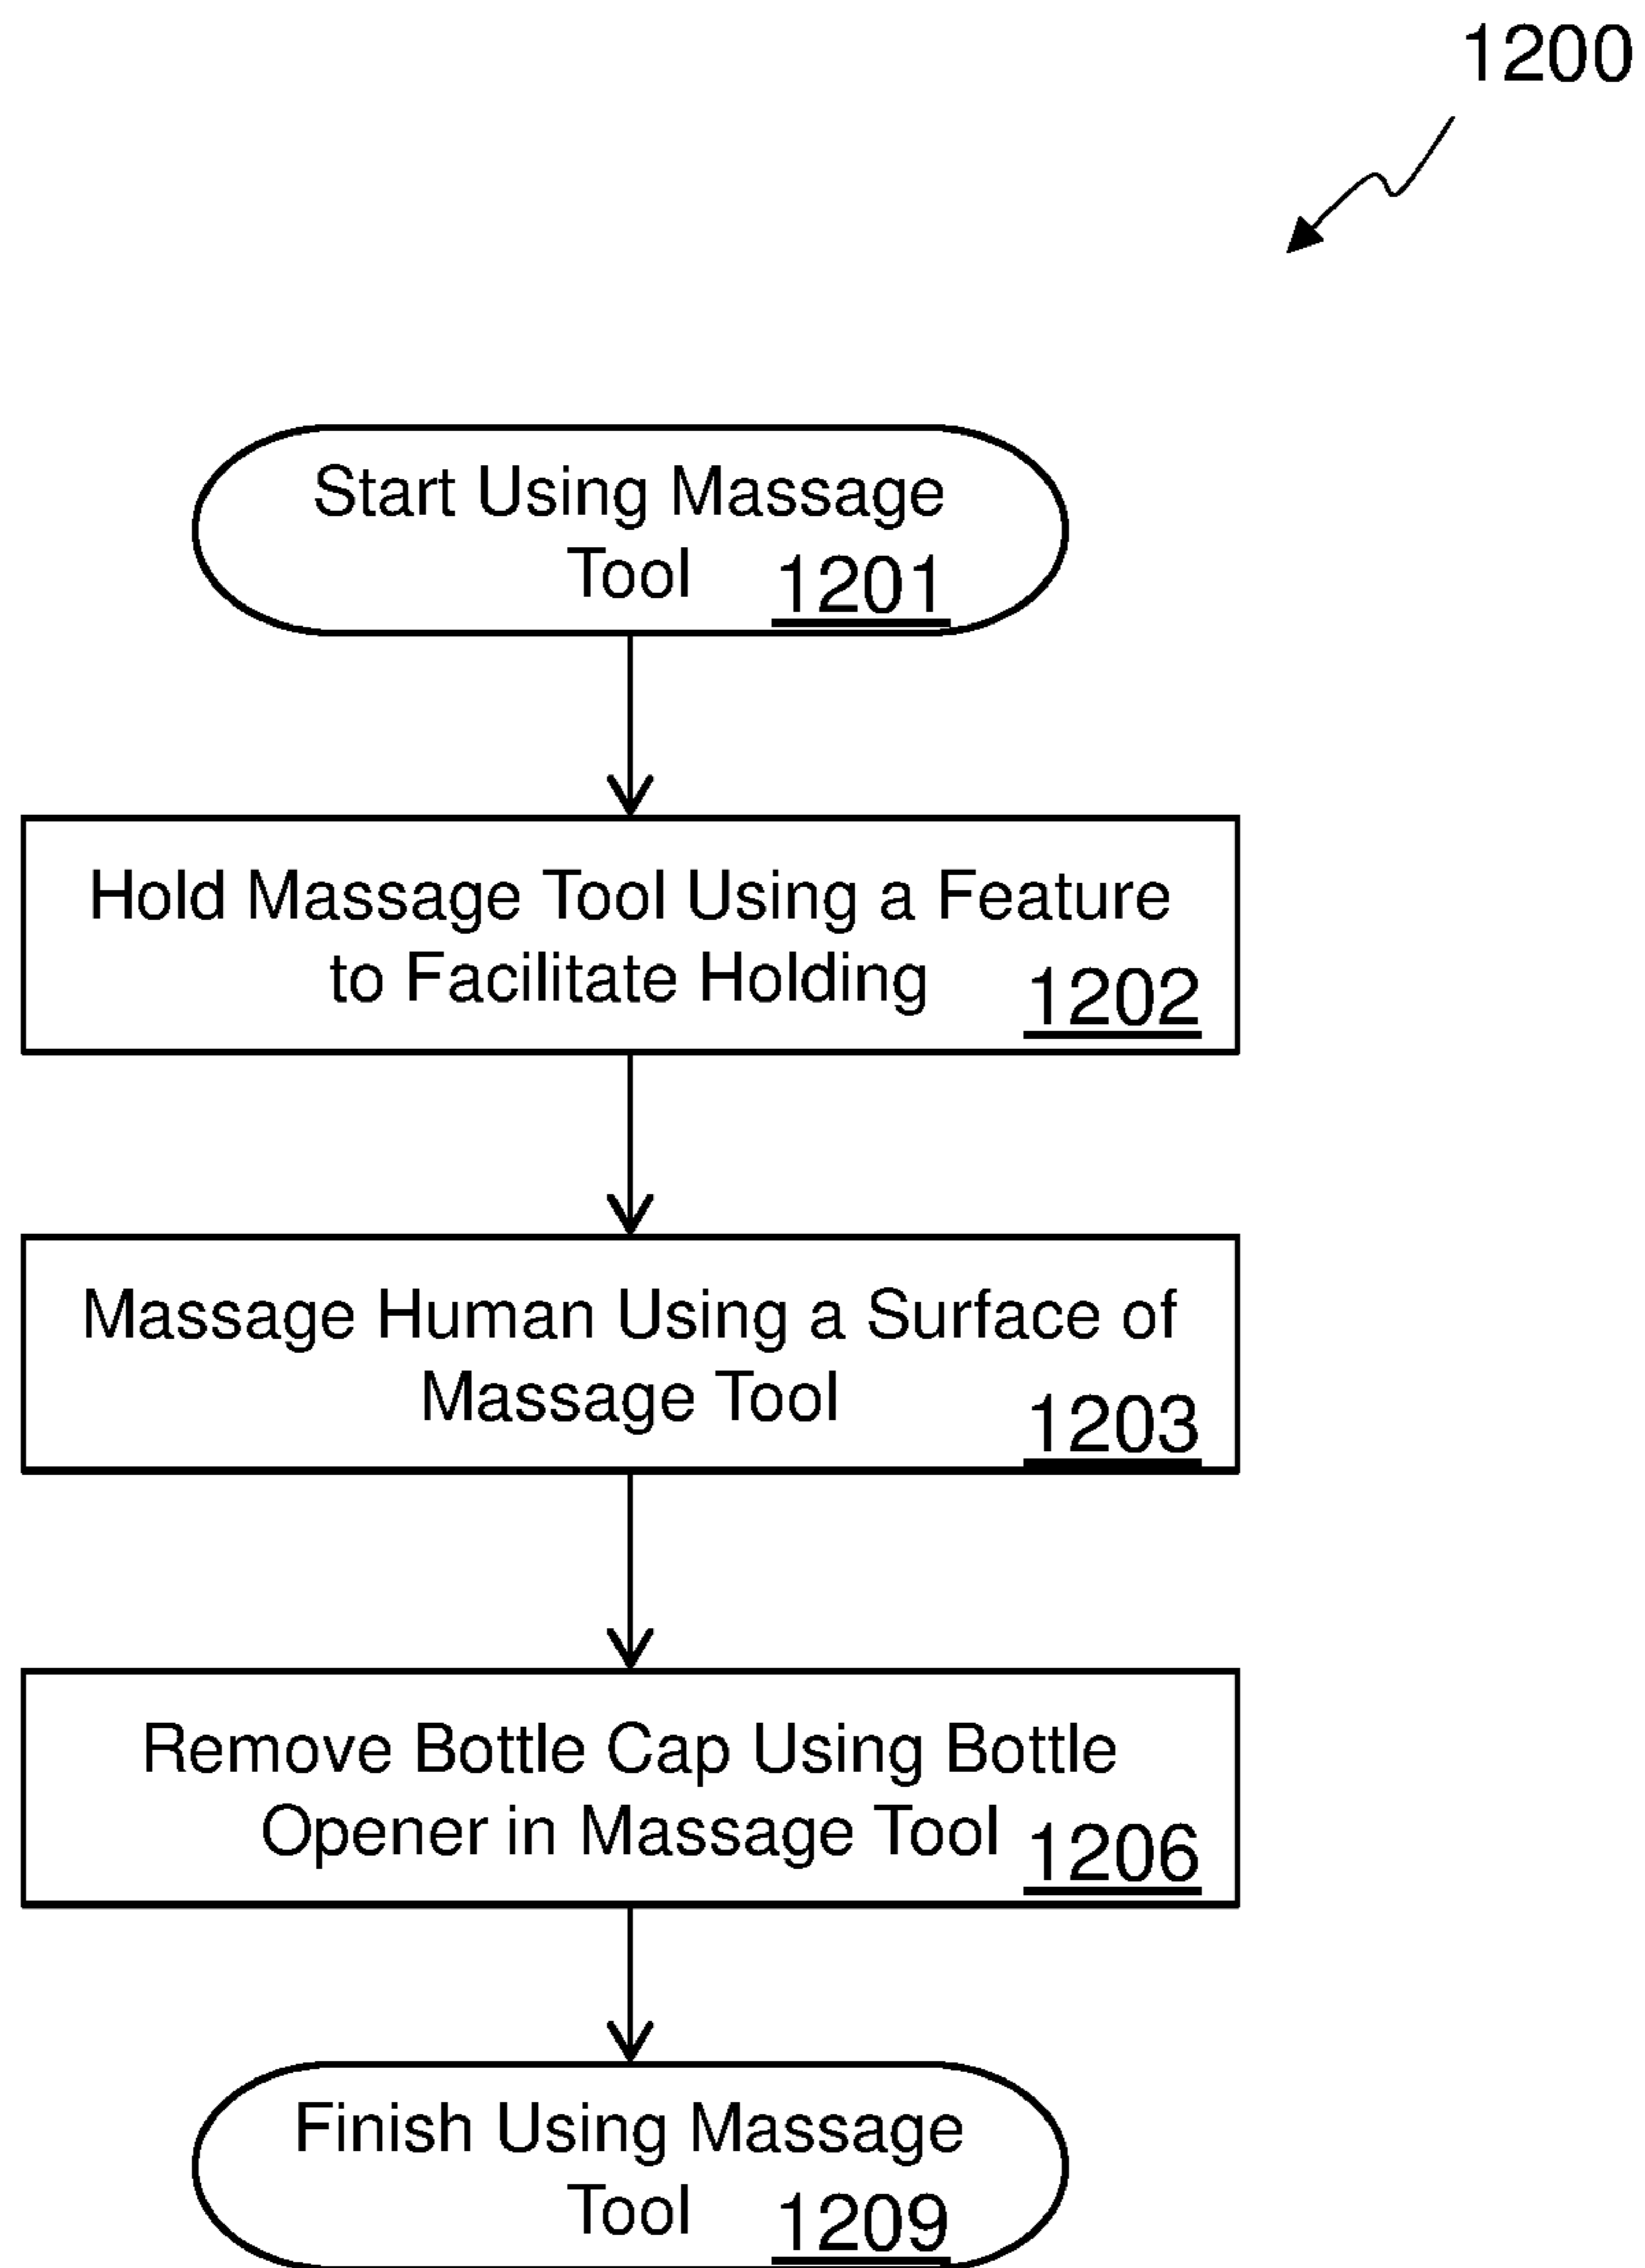 1200
Start Using Massage
Tool 1201
Hold Massage Tool Using a Feature
to Facilitate Holding 1202
Massage Human Using a Surface of
Massage Tool 1203
Remove Bottle Cap Using Bottle
Opener in Massage Tool 1206
Finish Using Massage
Tool 1209